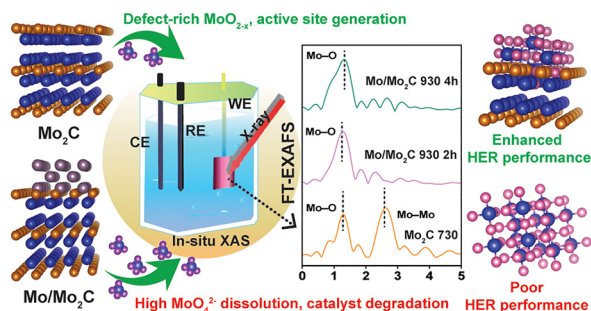 Defect-rich MoO₂₋ₓ, active site generation
Mo₂C
Mo/Mo₂C
CE
RE
WE
X-ray
In-situ XAS
FT-EXAFS
Mo–O
Mo/Mo₂C 930 4h
Mo–O
Mo/Mo₂C 930 2h
Mo–O
Mo–Mo
Mo₂C 730
0 1 2 3 4 5
Enhanced
HER performance
Poor
HER performance
High MoO₄²⁻ dissolution, catalyst degradation